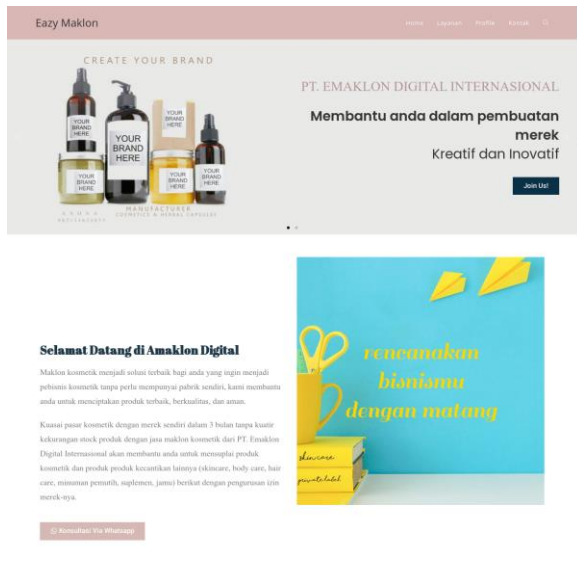 Eazy Maklon
Home Layanan Profile Kontak
CREATE YOUR BRAND
YOUR BRAND HERE
YOUR BRAND HERE
YOUR BRAND HERE
YOUR BRAND HERE
YOUR BRAND HERE
YOUR BRAND HERE
MANUFACTURER
COSMETICS & HERBAL CAPSULES
PT. EMAKLON DIGITAL INTERNASIONAL
Membantu anda dalam pembuatan
merek
Kreatif dan Inovatif
Join Us!
Selamat Datang di Amaklon Digital
Maklon kosmetik menjadi solusi terbaik bagi anda yang ingin menjadi
pebisnis kosmetik tanpa perlu mempunyai pabrik sendiri, kami membantu
anda untuk menciptakan produk terbaik, berkualitas, dan aman.
Kuasai pasar kosmetik dengan merek sendiri dalam 3 bulan tanpa kuatir
kekurangan stock produk dengan jasa maklon kosmetik dari PT. Emaklon
Digital Internasional akan membantu anda untuk mensuplai produk
kosmetik dan produk produk kecantikan lainnya (skincare, body care, hair
care, minuman pemutih, suplemen, jamu) berikut dengan pengurusan izin
merek-nya.
Konsultasi Via Whatsapp
rencanakan
bisnismu
dengan matang
skincare
private label